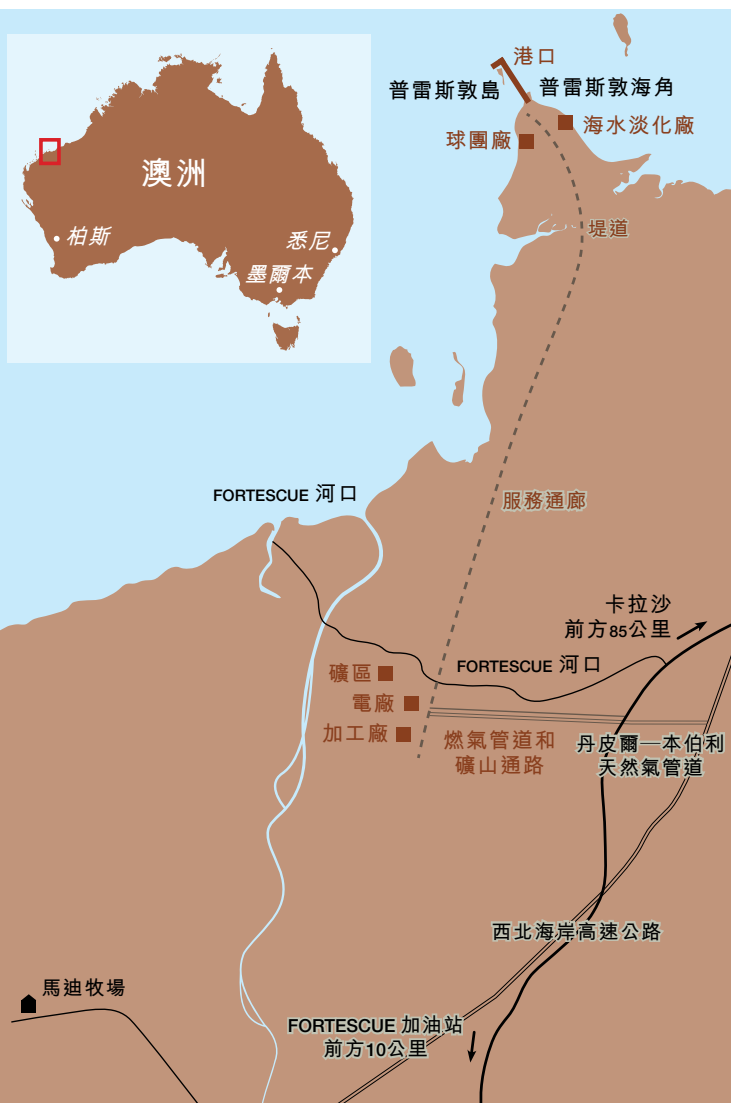 港口
普雷斯敦島
普雷斯敦海角
海水淡化廠
球團廠
澳洲
堤道
柏斯
悉尼
墨爾本
FORTESCUE 河口
服務通廊
卡拉沙
前方85公里
FORTESCUE 河口
礦區
電廠
加工廠
燃氣管道和
礦山通路
丹皮爾—本伯利
天然氣管道
西北海岸高速公路
馬迪牧場
FORTESCUE 加油站
前方10公里